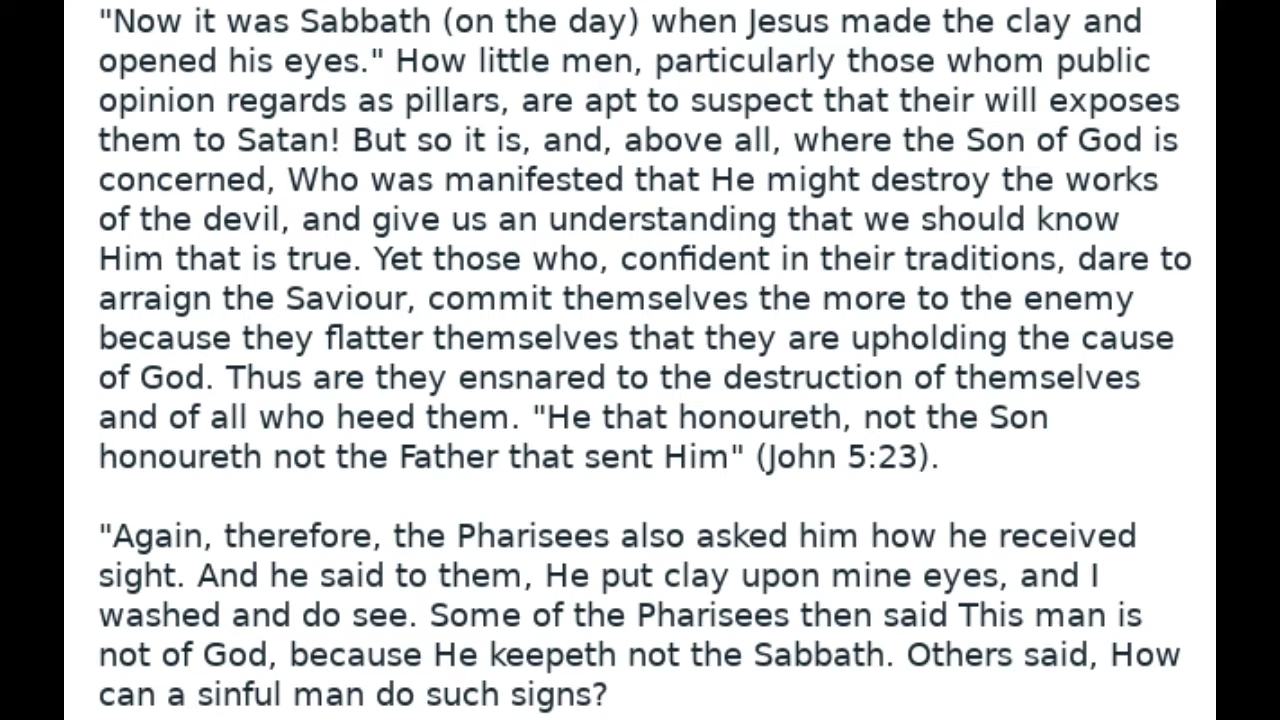 "Now it was Sabbath (on the day) when Jesus made the clay and
opened his eyes." How little men, particularly those whom public
opinion regards as pillars, are apt to suspect that their will exposes
them to Satan! But so it is, and, above all, where the Son of God is
concerned, Who was manifested that He might destroy the works
of the devil, and give us an understanding that we should know
Him that is true. Yet those who, confident in their traditions, dare to
arraign the Saviour, commit themselves the more to the enemy
because they flatter themselves that they are upholding the cause
of God. Thus are they ensnared to the destruction of themselves
and of all who heed them. "He that honoureth, not the Son
honoureth not the Father that sent Him" (John 5:23).
"Again, therefore, the Pharisees also asked him how he received
sight. And he said to them, He put clay upon mine eyes, and I
washed and do see. Some of the Pharisees then said This man is
not of God, because He keepeth not the Sabbath. Others said, How
can a sinful man do such signs?